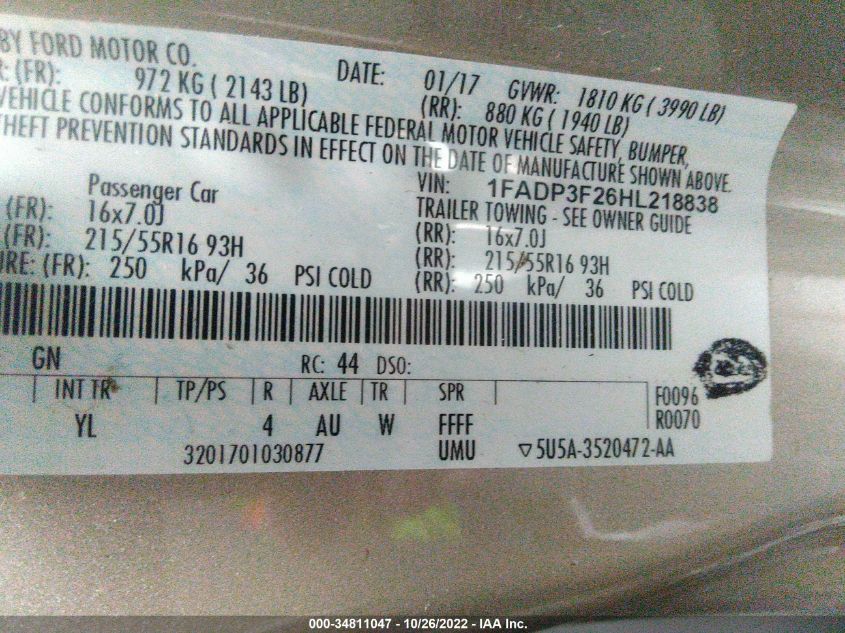 BY FORD MOTOR CO.
DATE: 01/17 GVWR: 1810 KG ( 3990 LB)
(FR): 972 KG ( 2143 LB) (RR): 880 KG ( 1940 LB)
VEHICLE CONFORMS TO ALL APPLICABLE FEDERAL MOTOR VEHICLE SAFETY, BUMPER,
THEFT PREVENTION STANDARDS IN EFFECT ON THE DATE OF MANUFACTURE SHOWN ABOVE.
VIN: 1FADP3F26HL218838
Passenger Car TRAILER TOWING - SEE OWNER GUIDE
(FR): 16x7.0J (RR): 16x7.0J
(FR): 215/55R16 93H (RR): 215/55R16 93H
URE: (FR): 250 kPa/ 36 PSI COLD (RR): 250 kPa/ 36 PSI COLD
GN RC: 44 DSO:
INT TR TP/PS R AXLE TR SPR F0096
YL 4 AU W FFFF R0070
3201701030877 UMU ▽5U5A-3520472-AA
000-34811047 - 10/26/2022 - IAA Inc.